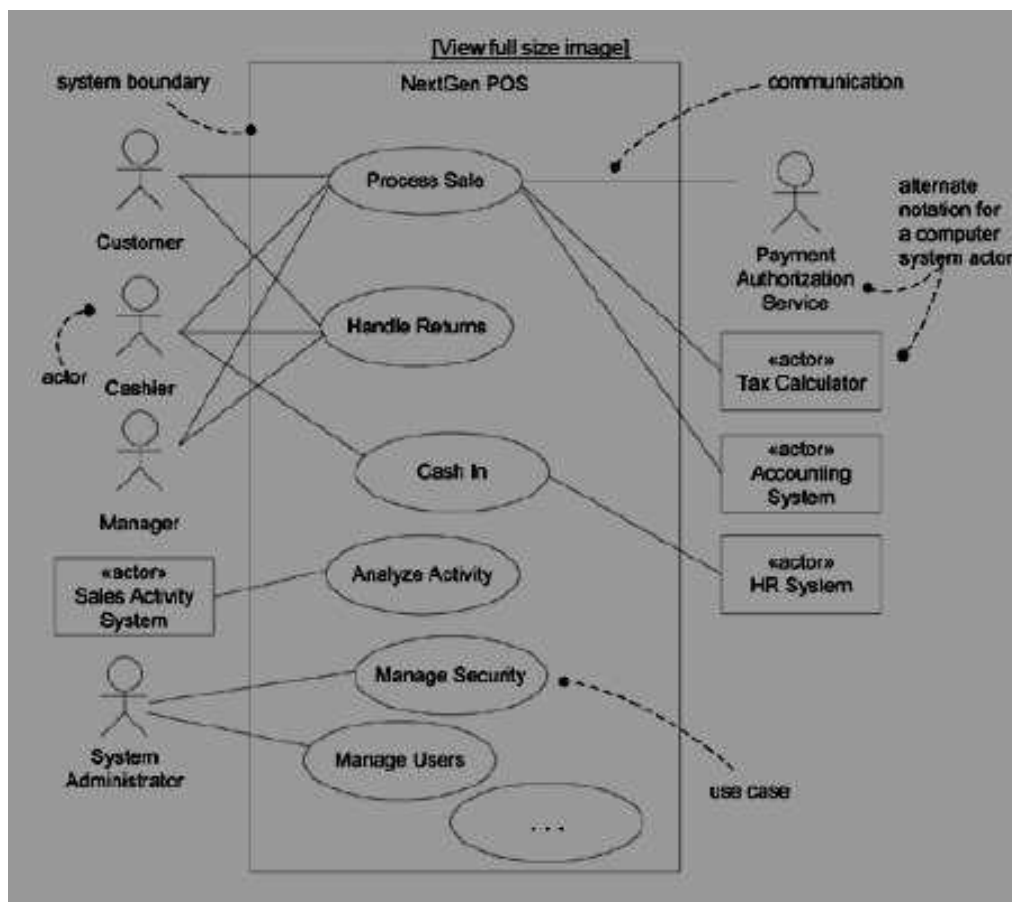 [View full size image]
system boundary
NextGen POS
communication
Process Sale
Customer
alternate
notation for
a computer
system actor
Payment
Authorization
Service
Handle Returns
actor
Cashier
«actor»
Tax Calculator
Cash In
«actor»
Accounting
System
Manager
«actor»
Sales Activity
System
Analyze Activity
«actor»
HR System
Manage Security
System
Administrator
Manage Users
use case
. . .